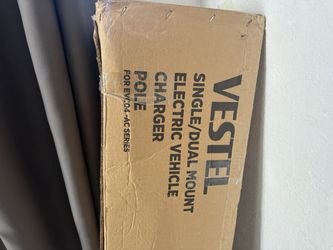 VESTEL
SINGLE/DUAL MOUNT
ELECTRIC VEHICLE
CHARGER
POLE
FOR EVC04-AC SERIES